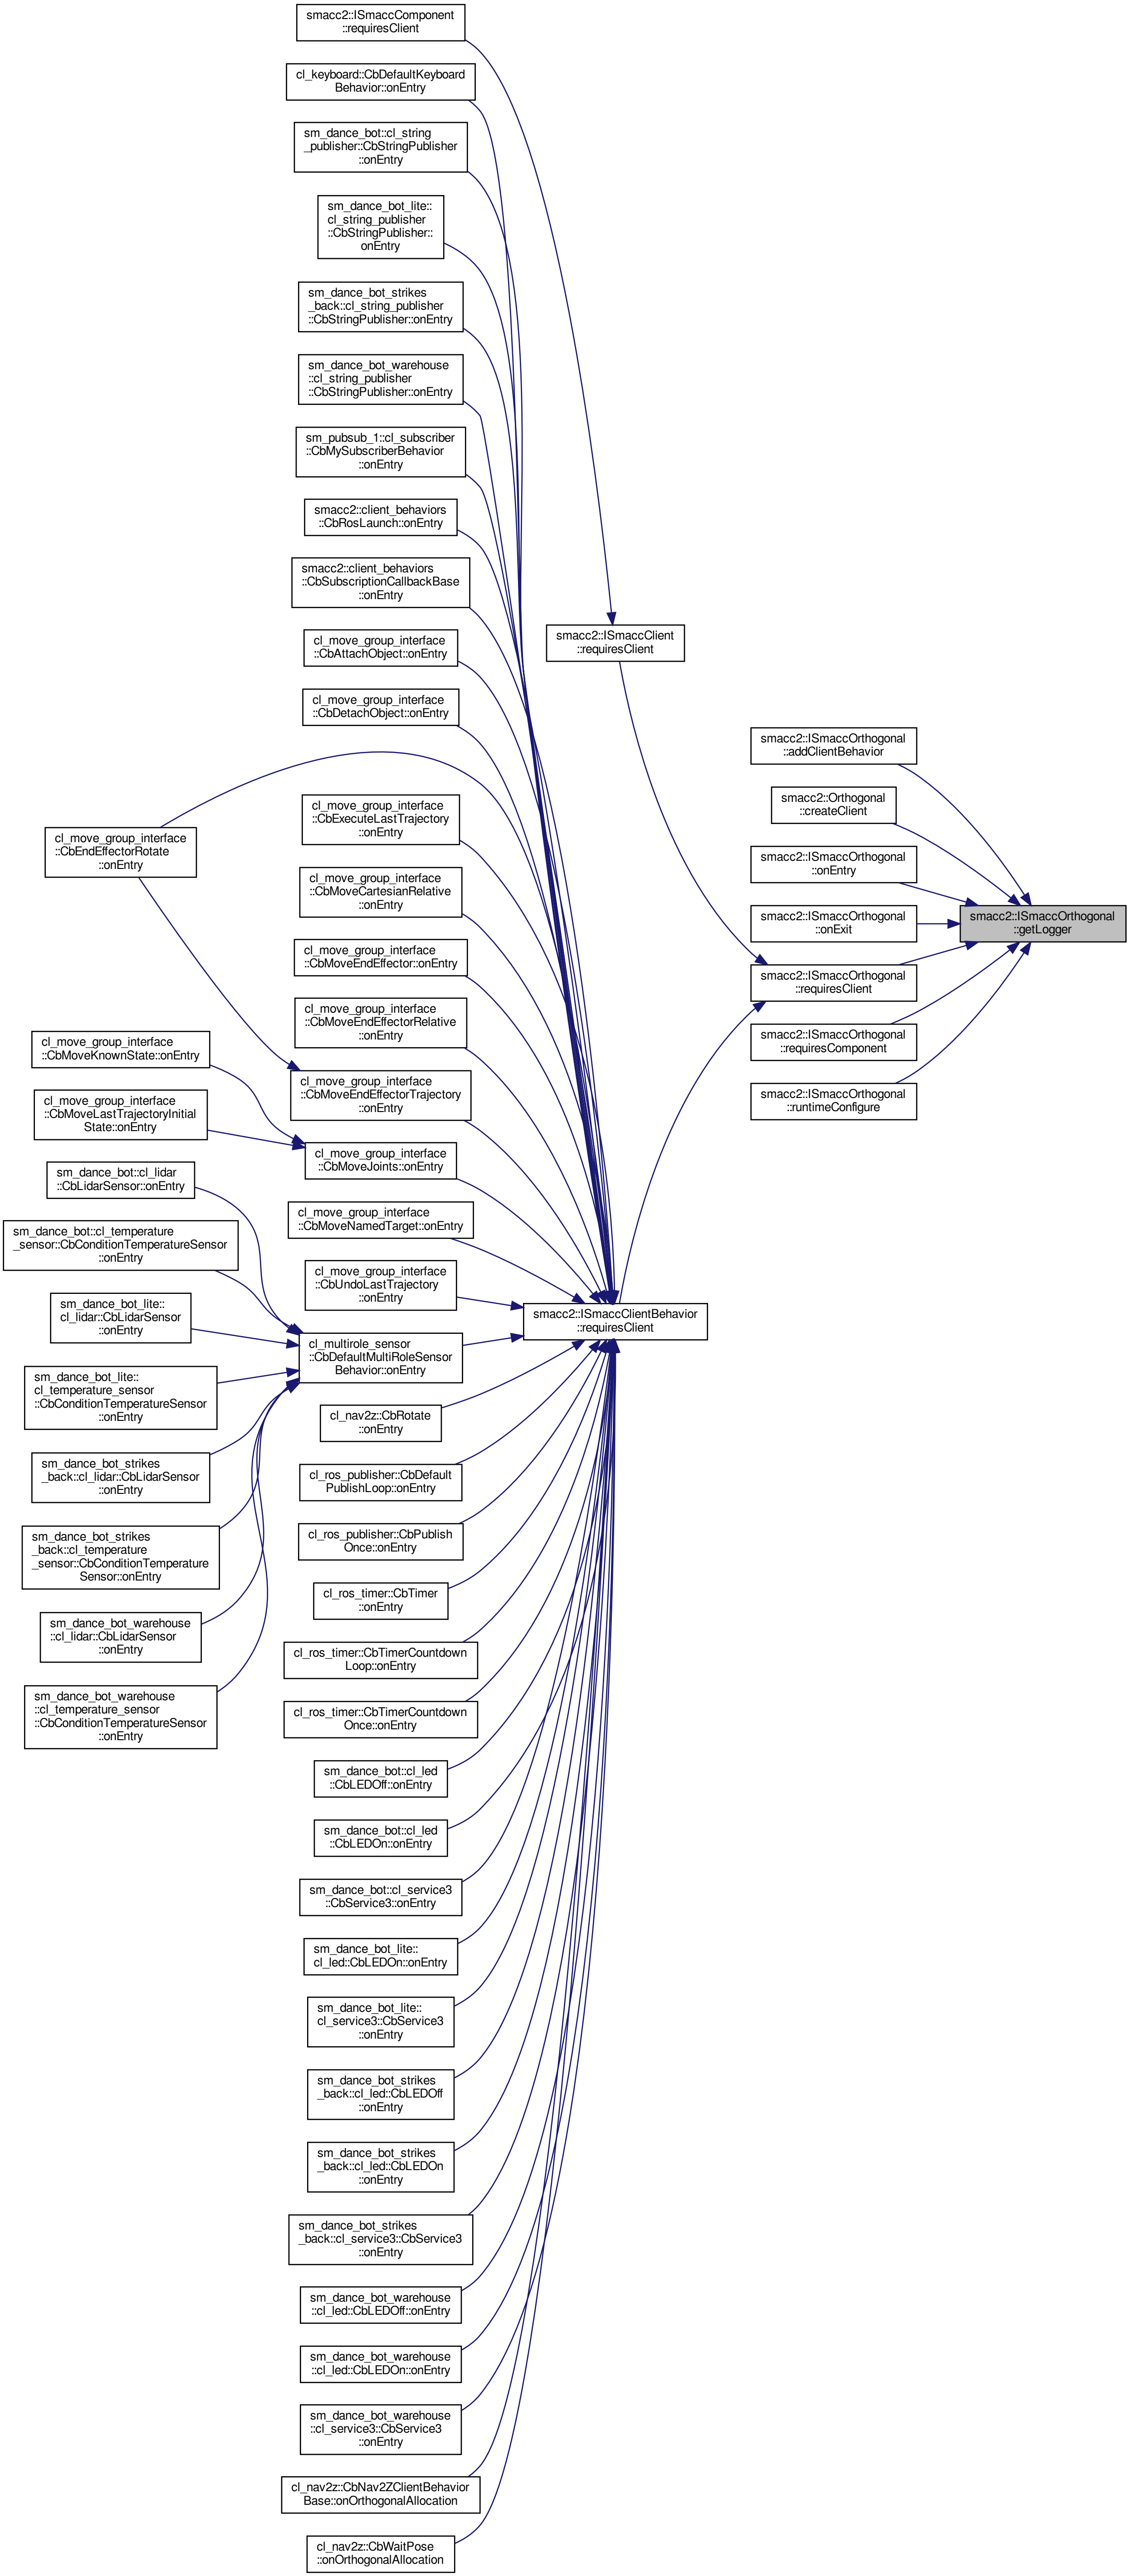 smacc2::ISmaccComponent
::requiresClient
cl_keyboard::CbDefaultKeyboard
Behavior::onEntry
sm_dance_bot::cl_string
_publisher::CbStringPublisher
::onEntry
sm_dance_bot_lite::
cl_string_publisher
::CbStringPublisher::
onEntry
sm_dance_bot_strikes
_back::cl_string_publisher
::CbStringPublisher::onEntry
sm_dance_bot_warehouse
::cl_string_publisher
::CbStringPublisher::onEntry
sm_pubsub_1::cl_subscriber
::CbMySubscriberBehavior
::onEntry
smacc2::client_behaviors
::CbRosLaunch::onEntry
smacc2::client_behaviors
::CbSubscriptionCallbackBase
::onEntry
cl_move_group_interface
::CbAttachObject::onEntry
cl_move_group_interface
::CbDetachObject::onEntry
cl_move_group_interface
::CbEndEffectorRotate
::onEntry
cl_move_group_interface
::CbExecuteLastTrajectory
::onEntry
cl_move_group_interface
::CbMoveCartesianRelative
::onEntry
cl_move_group_interface
::CbMoveEndEffector::onEntry
cl_move_group_interface
::CbMoveEndEffectorRelative
::onEntry
cl_move_group_interface
::CbMoveKnownState::onEntry
cl_move_group_interface
::CbMoveEndEffectorTrajectory
::onEntry
cl_move_group_interface
::CbMoveLastTrajectoryInitial
State::onEntry
cl_move_group_interface
::CbMoveJoints::onEntry
sm_dance_bot::cl_lidar
::CbLidarSensor::onEntry
cl_move_group_interface
::CbMoveNamedTarget::onEntry
sm_dance_bot::cl_temperature
_sensor::CbConditionTemperatureSensor
::onEntry
cl_move_group_interface
::CbUndoLastTrajectory
::onEntry
sm_dance_bot_lite::
cl_lidar::CbLidarSensor
::onEntry
cl_multirole_sensor
::CbDefaultMultiRoleSensor
Behavior::onEntry
sm_dance_bot_lite::
cl_temperature_sensor
::CbConditionTemperatureSensor
::onEntry
cl_nav2z::CbRotate
::onEntry
sm_dance_bot_strikes
_back::cl_lidar::CbLidarSensor
::onEntry
cl_ros_publisher::CbDefault
PublishLoop::onEntry
sm_dance_bot_strikes
_back::cl_temperature
_sensor::CbConditionTemperature
Sensor::onEntry
cl_ros_publisher::CbPublish
Once::onEntry
cl_ros_timer::CbTimer
::onEntry
sm_dance_bot_warehouse
::cl_lidar::CbLidarSensor
::onEntry
cl_ros_timer::CbTimerCountdown
Loop::onEntry
sm_dance_bot_warehouse
::cl_temperature_sensor
::CbConditionTemperatureSensor
::onEntry
cl_ros_timer::CbTimerCountdown
Once::onEntry
sm_dance_bot::cl_led
::CbLEDOff::onEntry
sm_dance_bot::cl_led
::CbLEDOn::onEntry
sm_dance_bot::cl_service3
::CbService3::onEntry
sm_dance_bot_lite::
cl_led::CbLEDOn::onEntry
sm_dance_bot_lite::
cl_service3::CbService3
::onEntry
sm_dance_bot_strikes
_back::cl_led::CbLEDOff
::onEntry
sm_dance_bot_strikes
_back::cl_led::CbLEDOn
::onEntry
sm_dance_bot_strikes
_back::cl_service3::CbService3
::onEntry
sm_dance_bot_warehouse
::cl_led::CbLEDOff::onEntry
sm_dance_bot_warehouse
::cl_led::CbLEDOn::onEntry
sm_dance_bot_warehouse
::cl_service3::CbService3
::onEntry
cl_nav2z::CbNav2ZClientBehavior
Base::onOrthogonalAllocation
cl_nav2z::CbWaitPose
::onOrthogonalAllocation
smacc2::ISmaccClient
::requiresClient
smacc2::ISmaccClientBehavior
::requiresClient
smacc2::ISmaccOrthogonal
::addClientBehavior
smacc2::Orthogonal
::createClient
smacc2::ISmaccOrthogonal
::onEntry
smacc2::ISmaccOrthogonal
::onExit
smacc2::ISmaccOrthogonal
::requiresClient
smacc2::ISmaccOrthogonal
::requiresComponent
smacc2::ISmaccOrthogonal
::runtimeConfigure
smacc2::ISmaccOrthogonal
::getLogger